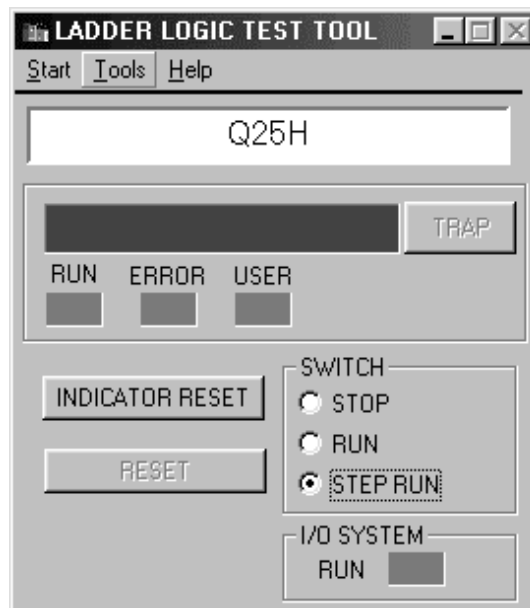 LADDER LOGIC TEST TOOL
Start Tools Help
Q25H
TRAP
RUN ERROR USER
INDICATOR RESET
RESET
SWITCH
STOP
RUN
STEP RUN
I/O SYSTEM
RUN